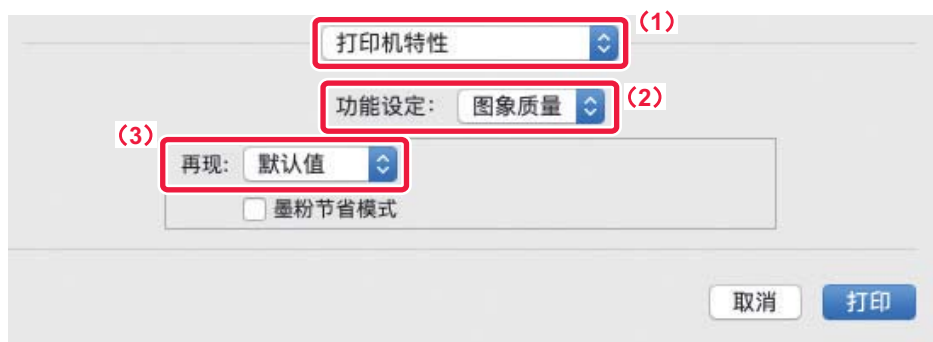 打印机特性 (1)
功能设定: 图象质量 (2)
(3)
再现: 默认值
墨粉节省模式
取消 打印